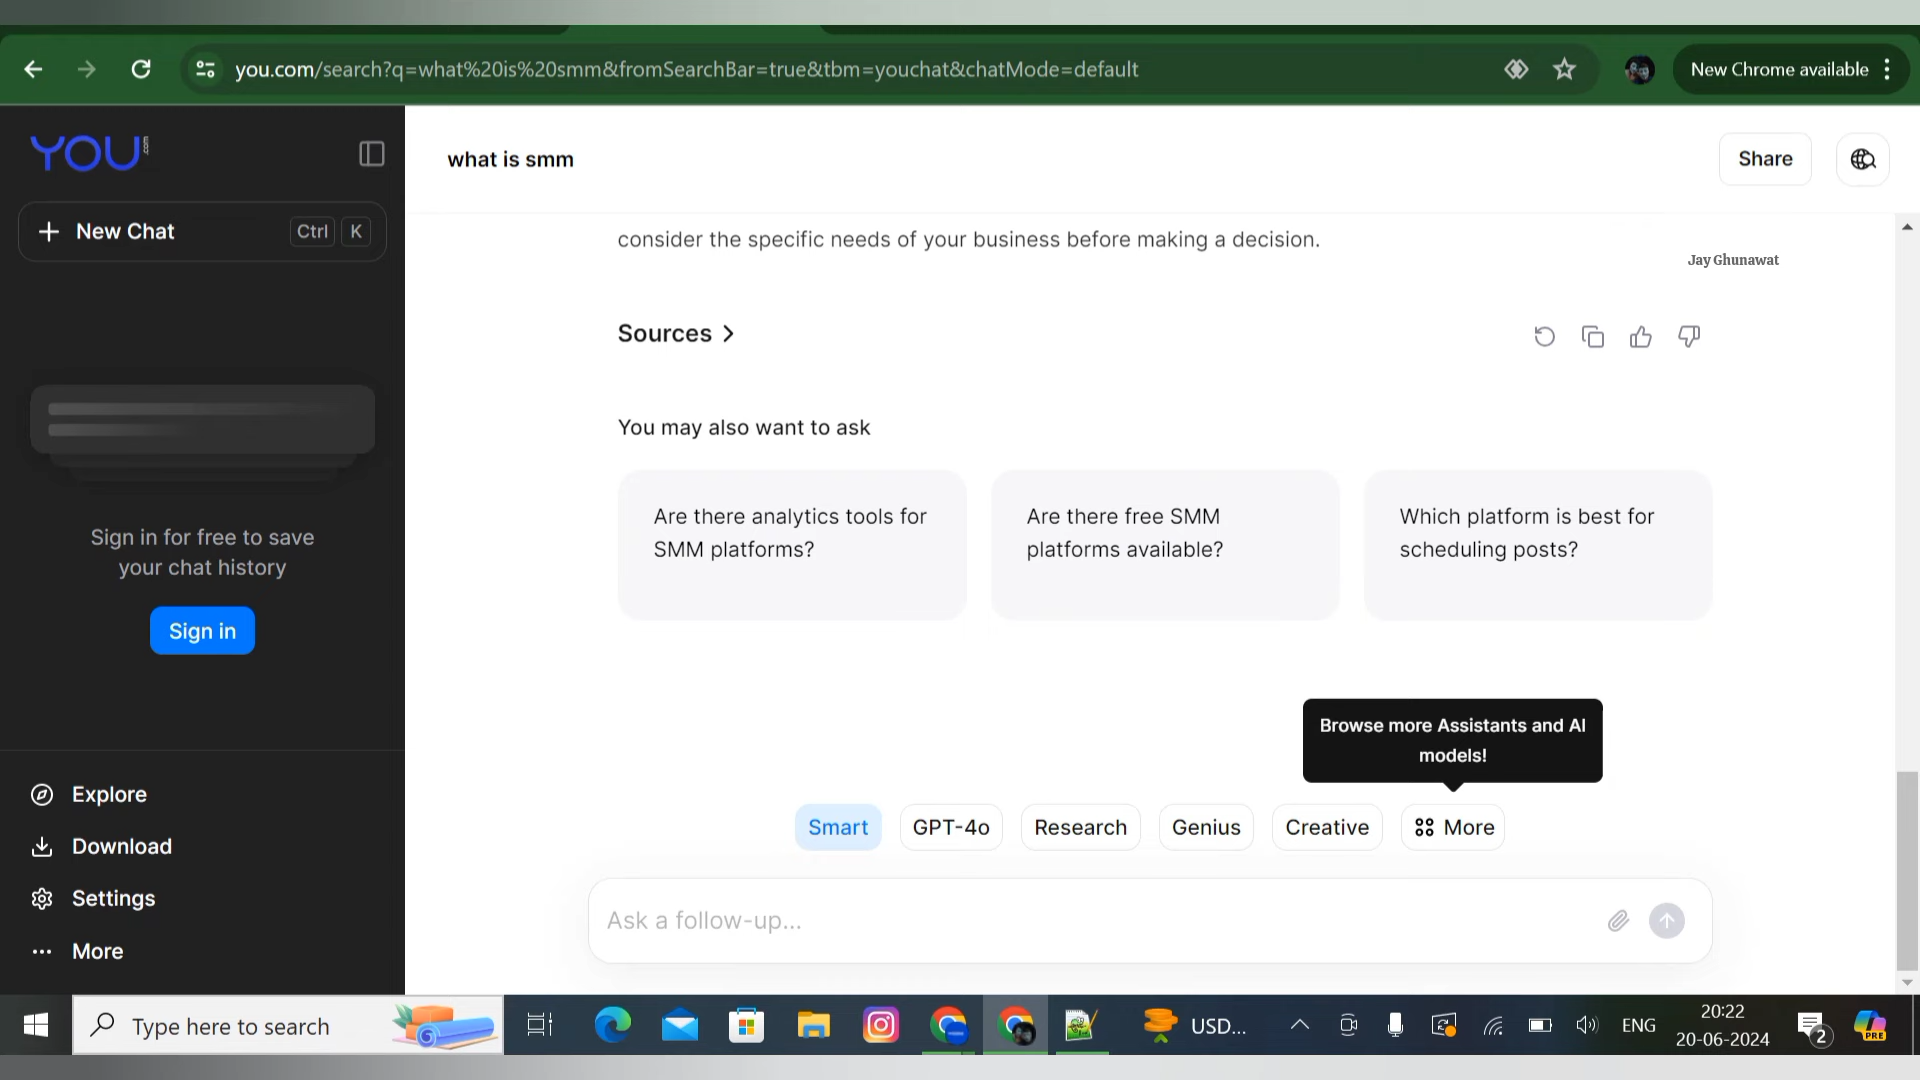 you.com/search?q=what%20is%20smm&fromSearchBar=true&tbm=youchat&chatMode=default
New Chrome available
YOU.com
what is smm
Share
New Chat
Ctrl
K
consider the specific needs of your business before making a decision.
Jay Ghunawat
Sources
You may also want to ask
Are there analytics tools for
SMM platforms?
Are there free SMM
platforms available?
Which platform is best for
scheduling posts?
Sign in for free to save
your chat history
Sign in
Browse more Assistants and AI
models!
Explore
Download
Settings
More
Smart
GPT-4o
Research
Genius
Creative
More
Ask a follow-up...
Type here to search
USD...
ENG
20:22
20-06-2024
2
PRE